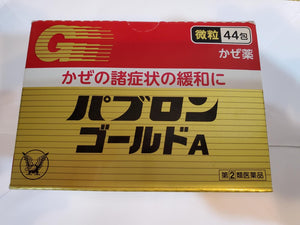 G
微粒 44包
かぜ薬
かぜの諸症状の緩和に
パブロン
ゴールドA
第②類医薬品